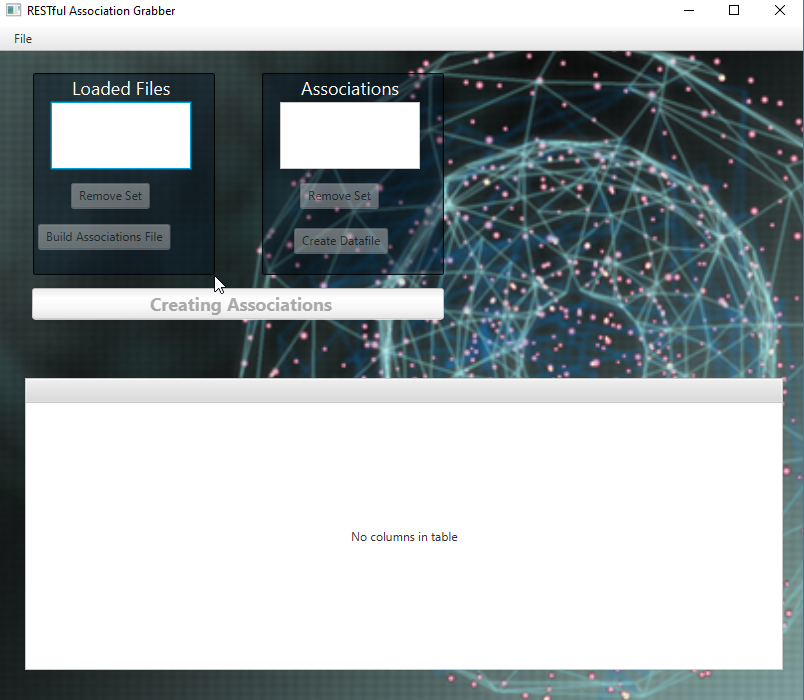 RESTful Association Grabber
File
Loaded Files
Remove Set
Build Associations File
Associations
Remove Set
Create Datafile
Creating Associations
No columns in table